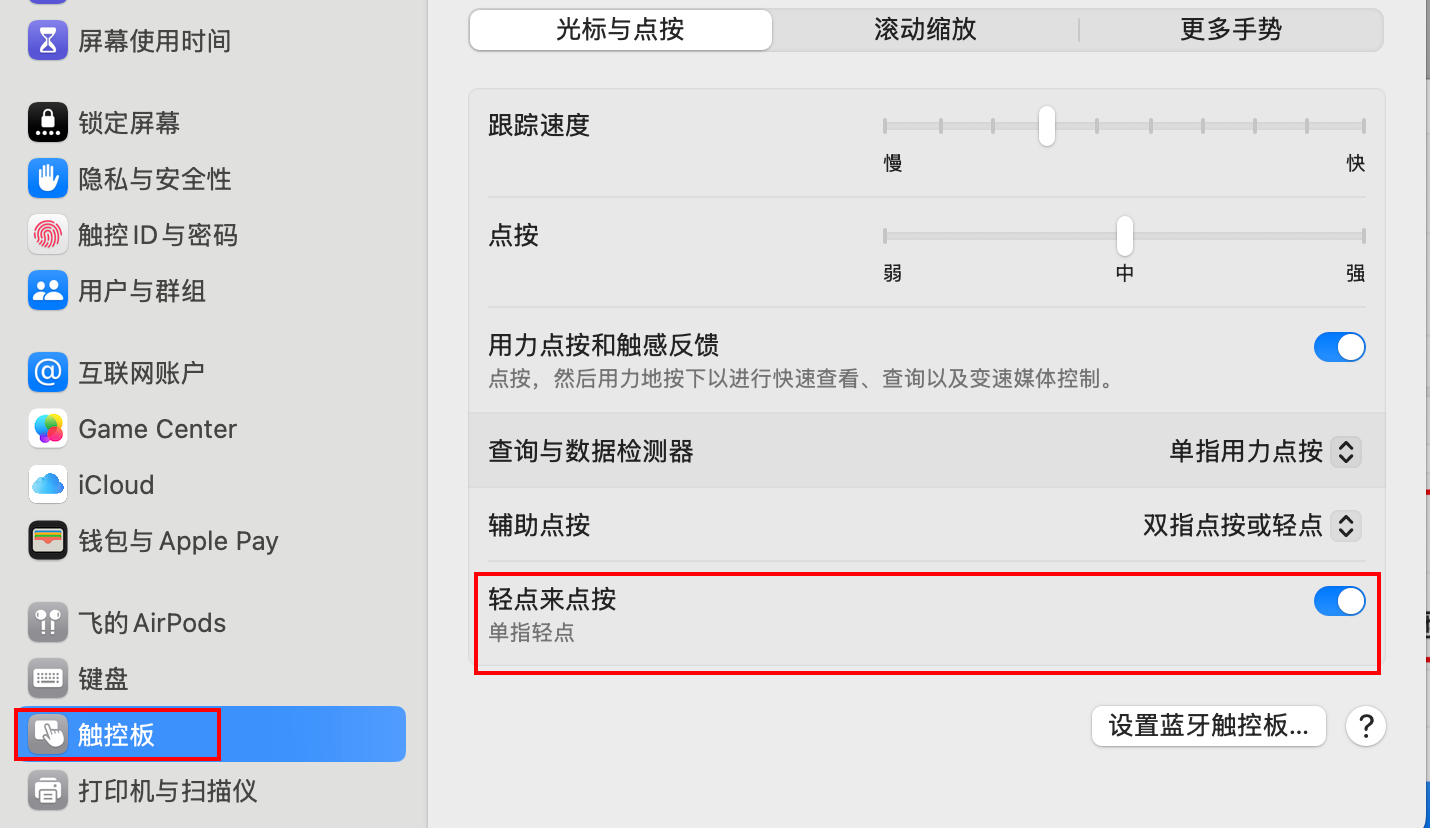 屏幕使用时间
锁定屏幕
隐私与安全性
触控 ID 与密码
用户与群组
互联网账户
Game Center
iCloud
钱包与 Apple Pay
飞的 AirPods
键盘
触控板
打印机与扫描仪
光标与点按
滚动缩放
更多手势
跟踪速度
慢
快
点按
弱
中
强
用力点按和触感反馈
点按，然后用力地按下以进行快速查看、查询以及变速媒体控制。
查询与数据检测器
单指用力点按
辅助点按
双指点按或轻点
轻点来点按
单指轻点
设置蓝牙触控板...
?